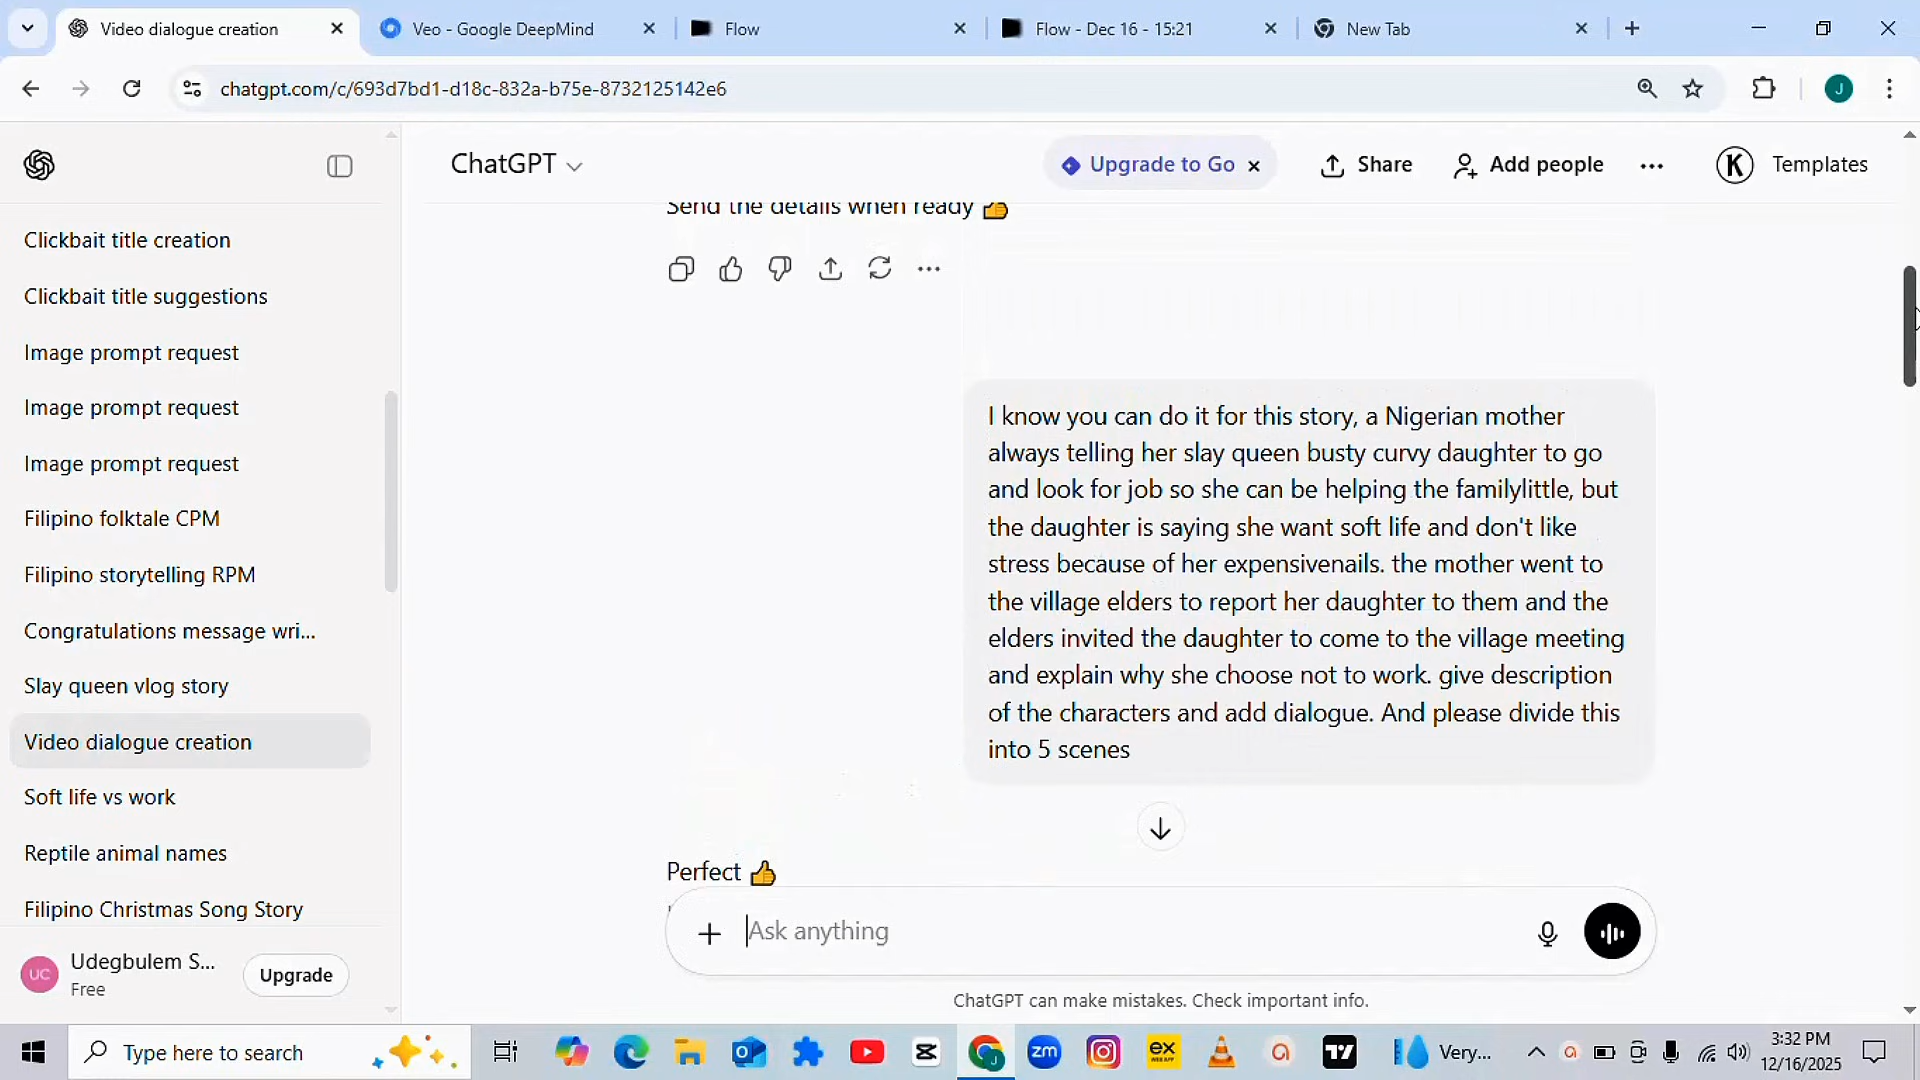 Video dialogue creation
Veo - Google DeepMind
Flow
Flow - Dec 16 - 15:21
New Tab
chatgpt.com/c/693d7bd1-d18c-832a-b75e-8732125142e6
J
ChatGPT
Upgrade to Go
Share
Add people
K
Templates
Clickbait title creation
Clickbait title suggestions
Image prompt request
Image prompt request
Image prompt request
Filipino folktale CPM
Filipino storytelling RPM
Congratulations message wri...
Slay queen vlog story
Video dialogue creation
Soft life vs work
Reptile animal names
Filipino Christmas Song Story
UC
Udegbulem S...
Free
Upgrade
Send the details when ready
I know you can do it for this story, a Nigerian mother
always telling her slay queen busty curvy daughter to go
and look for job so she can be helping the familylittle, but
the daughter is saying she want soft life and don't like
stress because of her expensivenails. the mother went to
the village elders to report her daughter to them and the
elders invited the daughter to come to the village meeting
and explain why she choose not to work. give description
of the characters and add dialogue. And please divide this
into 5 scenes
Perfect
Ask anything
ChatGPT can make mistakes. Check important info.
Type here to search
zm
ex
Very...
3:32 PM
12/16/2025